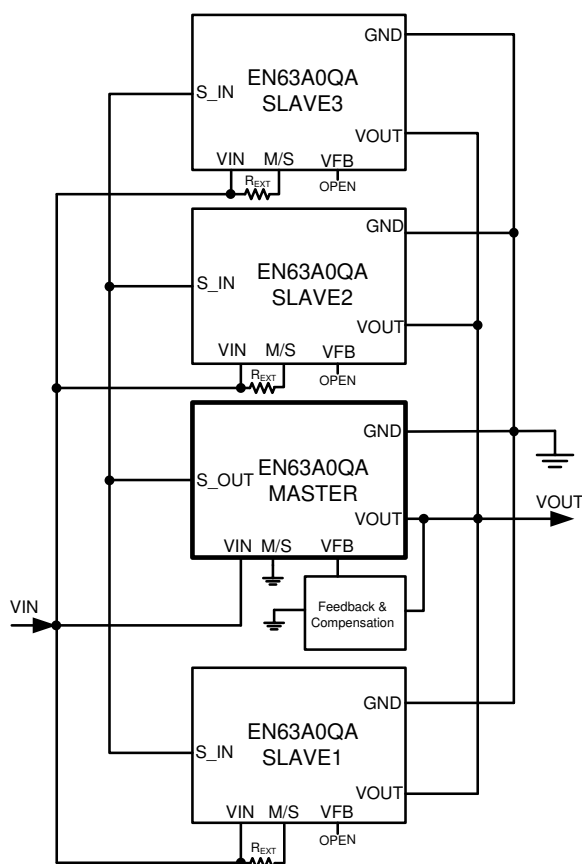 GND
EN63A0QA
SLAVE3
S_IN
VOUT
VIN M/S VFB
REXT
OPEN
GND
EN63A0QA
SLAVE2
S_IN
VOUT
VIN M/S VFB
REXT
OPEN
GND
EN63A0QA
MASTER
S_OUT
VOUT
VOUT
VIN M/S VFB
VIN
Feedback &
Compensation
GND
EN63A0QA
SLAVE1
S_IN
VOUT
VIN M/S VFB
REXT
OPEN